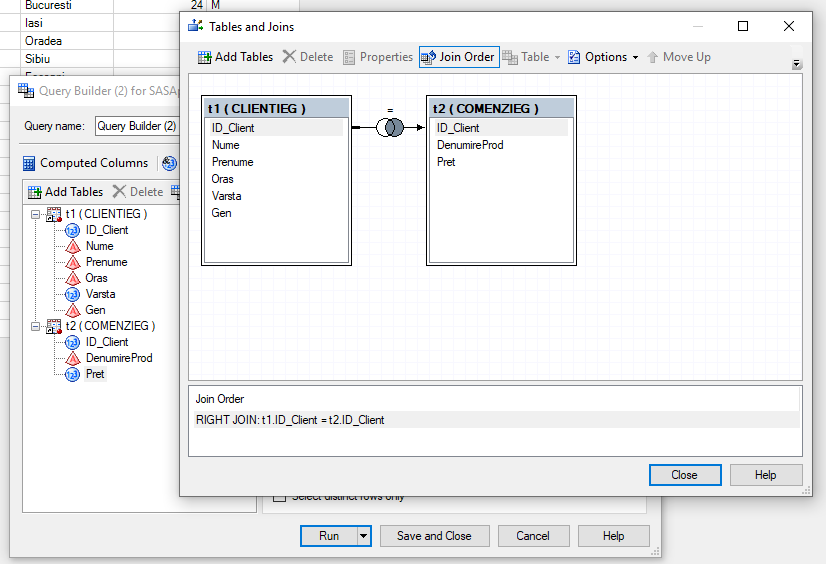 Bucuresti 24 M
Iasi
Oradea
Sibiu
Tables and Joins
Add Tables Delete Properties Join Order Table Options Move Up
t1 ( CLIENTIEG )
ID_Client
Nume
Prenume
Oras
Varsta
Gen
=
t2 ( COMENZIEG )
ID_Client
DenumireProd
Pret
Join Order
RIGHT JOIN: t1.ID_Client = t2.ID_Client
Close Help
Query Builder (2) for SASAp
Query name: Query Builder (2)
Computed Columns
Add Tables Delete
t1 ( CLIENTIEG )
ID_Client
Nume
Prenume
Oras
Varsta
Gen
t2 ( COMENZIEG )
ID_Client
DenumireProd
Pret
Select distinct rows only
Run Save and Close Cancel Help